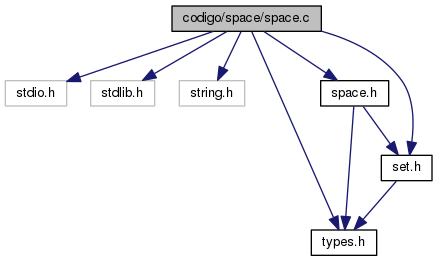 codigo/space/space.c
stdio.h
stdlib.h
string.h
space.h
set.h
types.h